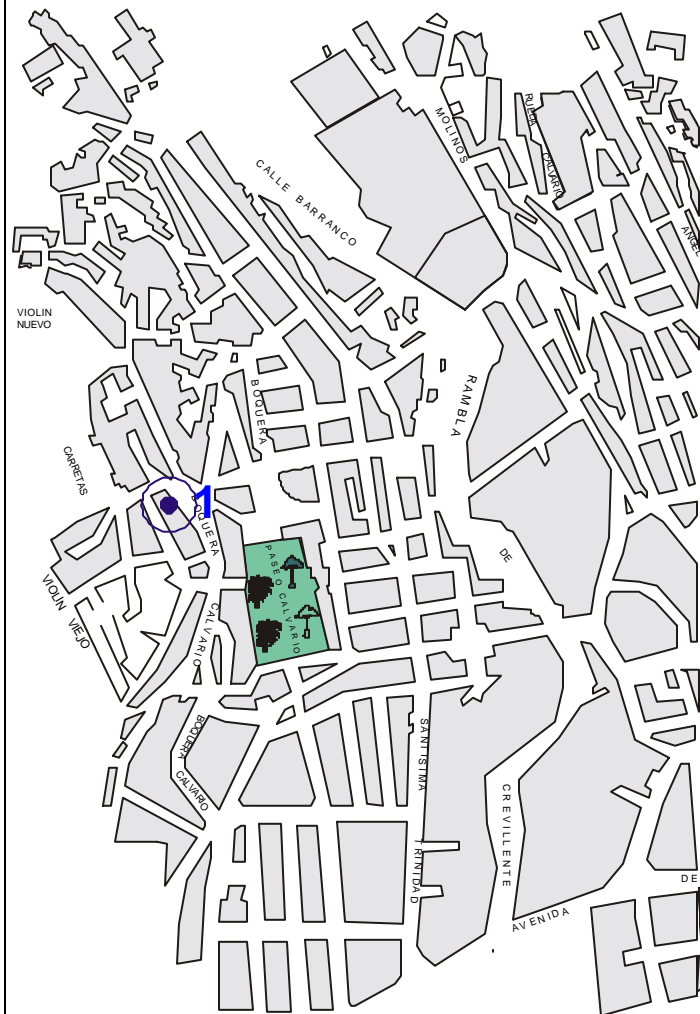 MOLINOS
RUEDA
CALVARIO
CALLE BARRANCO
ANGEL
VIOLIN
NUEVO
BOQUERA
RAMBLA
CARRETAS
1
BOQUERA
PASEO CALVARIO
DE
VIOLIN VIEJO
CALVARIO
BOQUERA
CALVARIO
SANTISIMA
TRINIDAD
CREVILLENTE
AVENIDA
DE